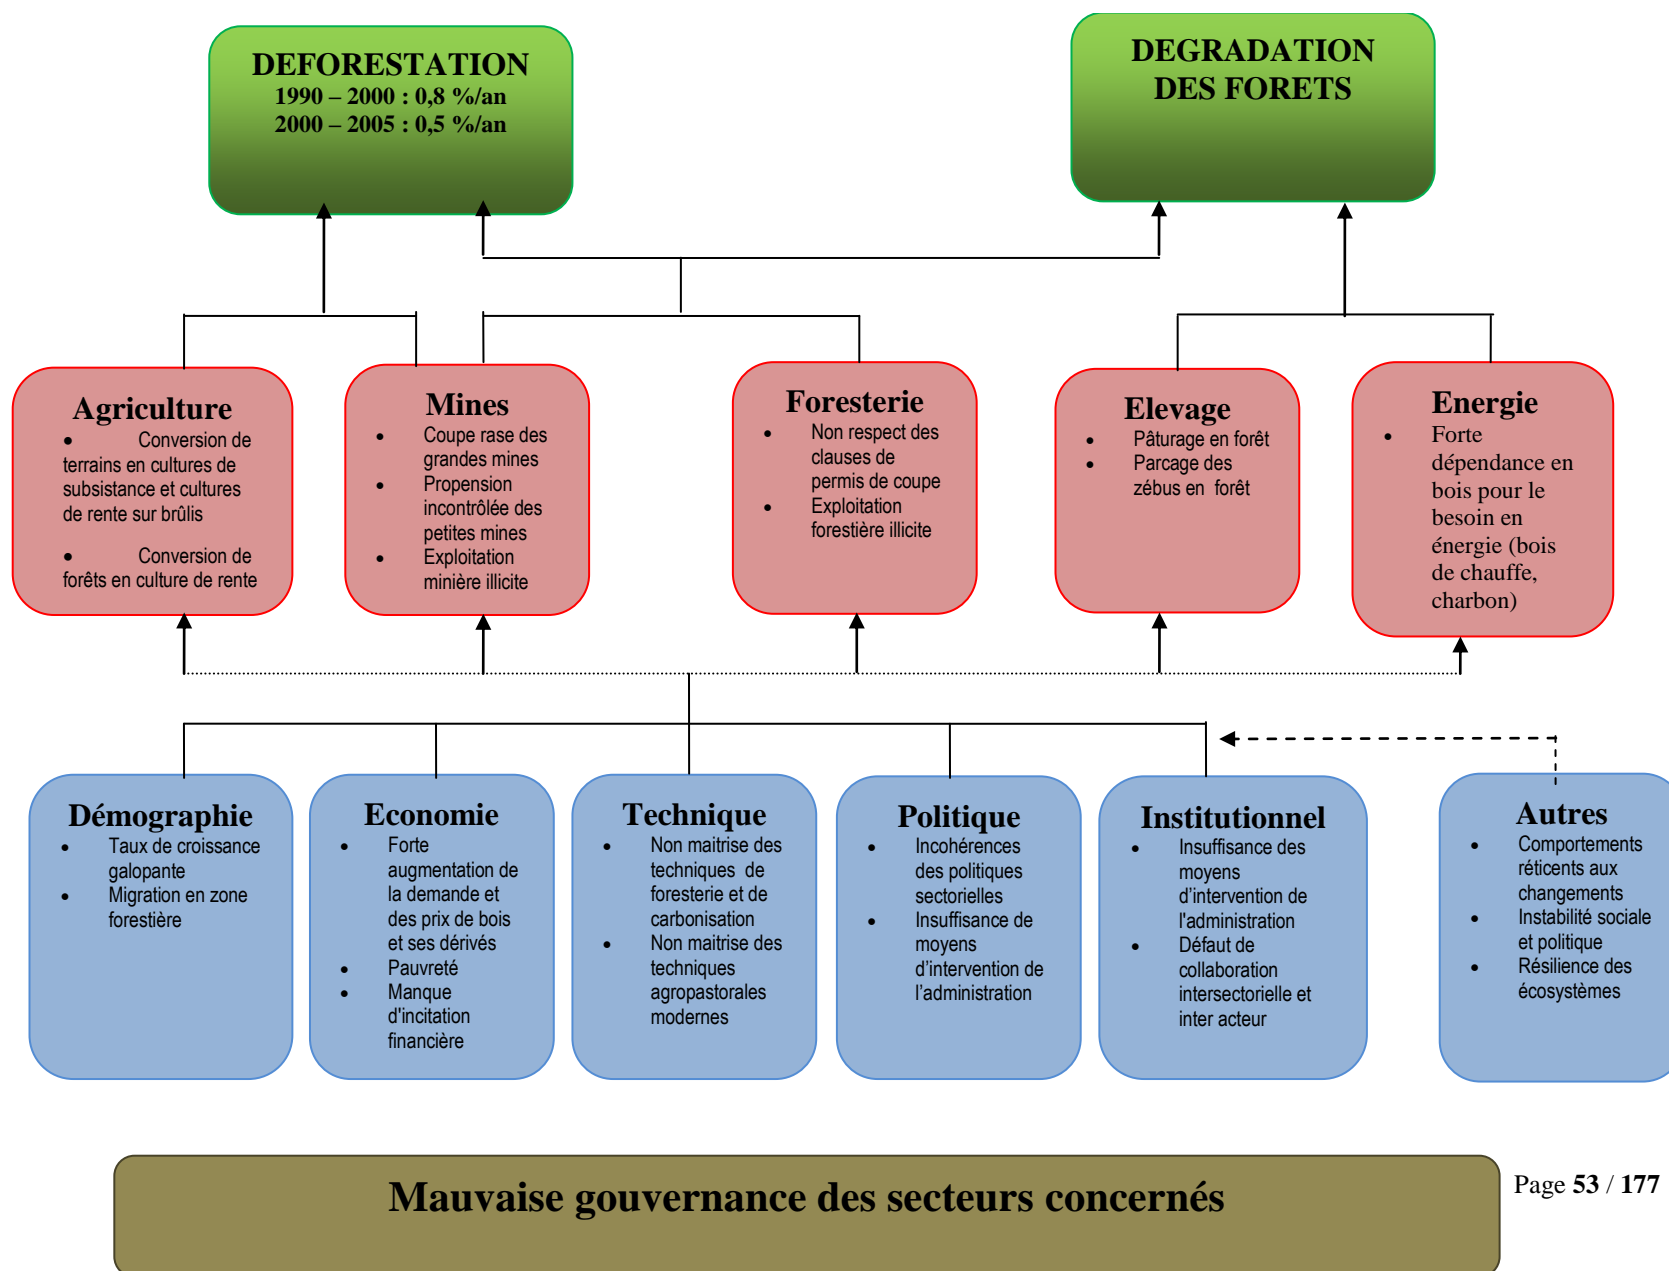 DEFORESTATION
1990 – 2000 : 0,8 %/an
2000 – 2005 : 0,5 %/an
DEGRADATION
DES FORETS
Agriculture
• Conversion de
terrains en cultures de
subsistance et cultures
de rente sur brûlis
• Conversion de
forêts en culture de rente
Mines
• Coupe rase des
grandes mines
• Propension
incontrôlée des
petites mines
• Exploitation
minière illicite
Foresterie
• Non respect des
clauses de
permis de coupe
• Exploitation
forestière illicite
Elevage
• Pâturage en forêt
• Parcage des
zébus en forêt
Energie
• Forte
dépendance en
bois pour le
besoin en
énergie (bois
de chauffe,
charbon)
Démographie
• Taux de croissance
galopante
• Migration en zone
forestière
Economie
• Forte
augmentation de
la demande et
des prix de bois
et ses dérivés
• Pauvreté
• Manque
d'incitation
financière
Technique
• Non maitrise des
techniques de
foresterie et de
carbonisation
• Non maitrise des
techniques
agropastorales
modernes
Politique
• Incohérences
des politiques
sectorielles
• Insuffisance de
moyens
d’intervention de
l’administration
Institutionnel
• Insuffisance des
moyens
d’intervention de
l'administration
• Défaut de
collaboration
intersectorielle et
inter acteur
Autres
• Comportements
réticents aux
changements
• Instabilité sociale
et politique
• Résilience des
écosystèmes
Mauvaise gouvernance des secteurs concernés
Page 53 / 177